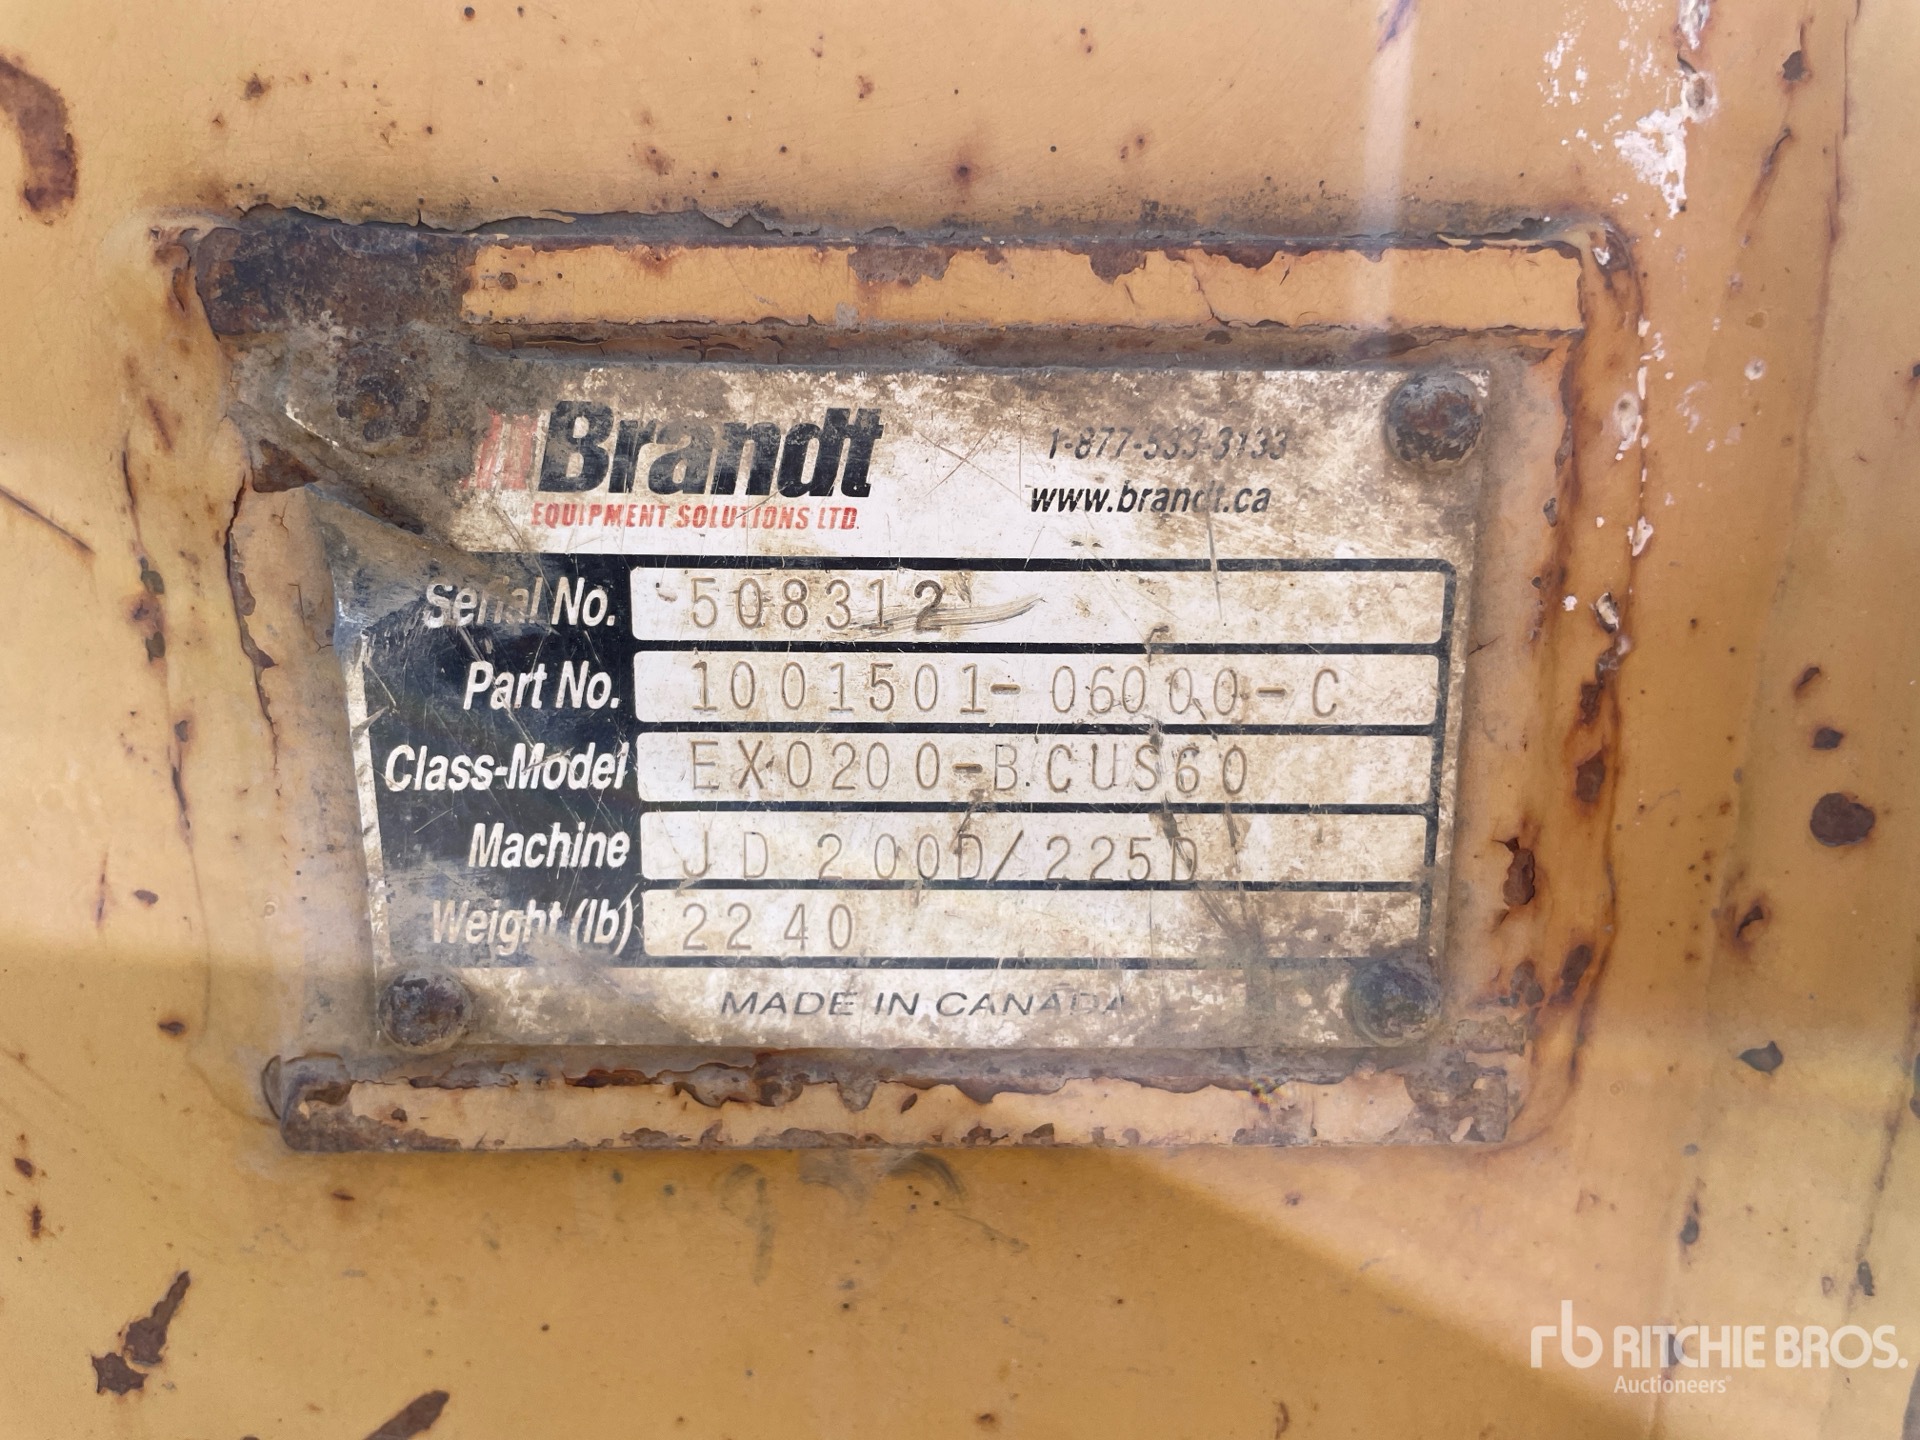 Brandt
EQUIPMENT SOLUTIONS LTD.
1-877-533-3133
www.brandt.ca
Serial No. 508312
Part No. 1001501-06000-C
Class-Model EX0200-BCUS60
Machine JD 200D/225D
Weight (lb) 2240
MADE IN CANADA
rb RITCHIE BROS.
Auctioneers